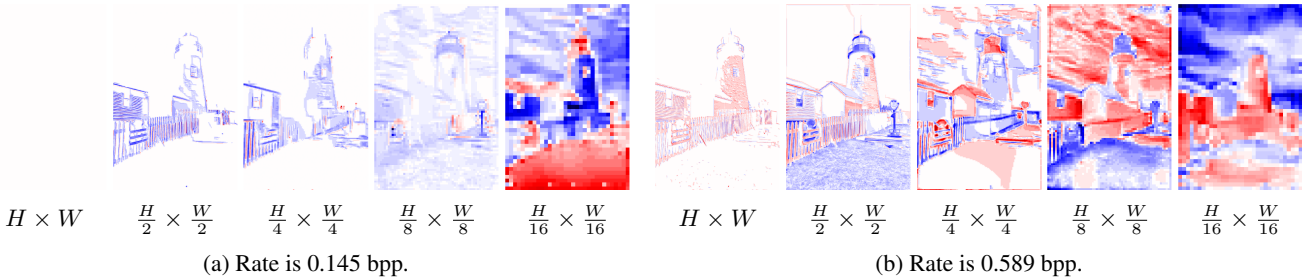 H × W H/2 × W/2 H/4 × W/4 H/8 × W/8 H/16 × W/16 H × W H/2 × W/2 H/4 × W/4 H/8 × W/8 H/16 × W/16
(a) Rate is 0.145 bpp. (b) Rate is 0.589 bpp.